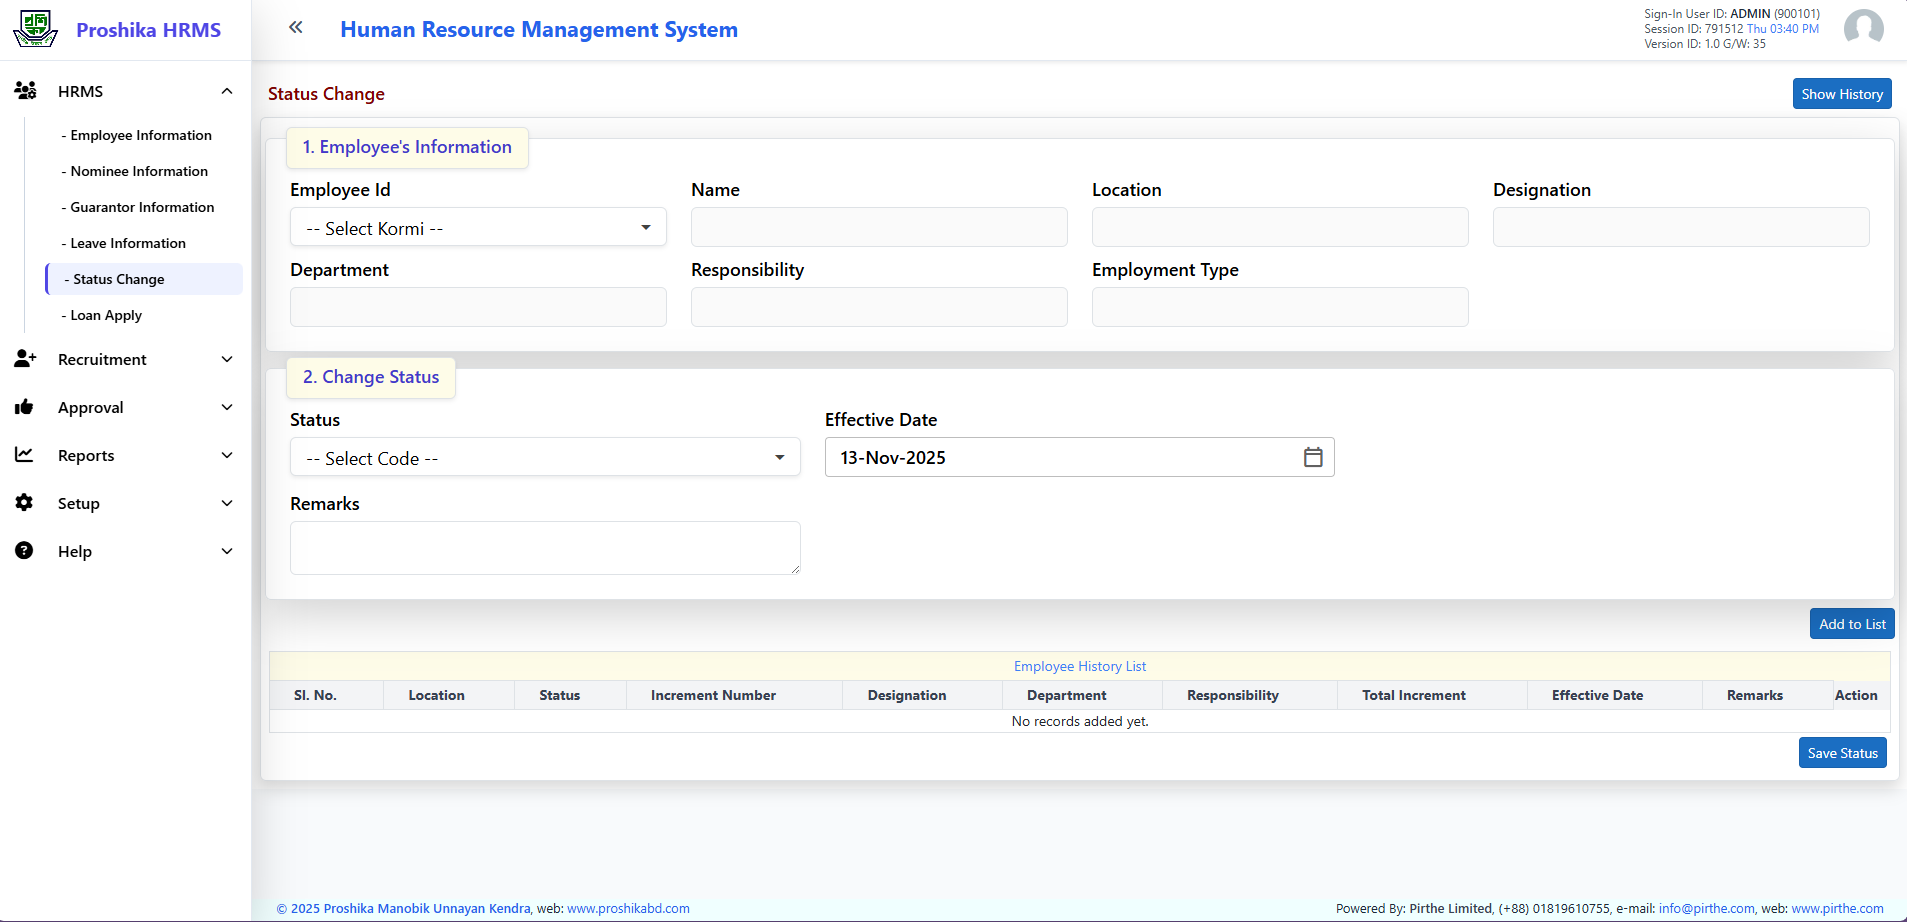 Proshika HRMS
Human Resource Management System
Sign-In User ID: ADMIN (900101)
Session ID: 791512 Thu 03:40 PM
Version ID: 1.0 G/W: 35
HRMS
- Employee Information
- Nominee Information
- Guarantor Information
- Leave Information
- Status Change
- Loan Apply
Recruitment
Approval
Reports
Setup
Help
Status Change
Show History
1. Employee's Information
Employee Id Name Location Designation
-- Select Kormi --
Department Responsibility Employment Type
2. Change Status
Status Effective Date
-- Select Code -- 13-Nov-2025
Remarks
Add to List
Employee History List
Sl. No. Location Status Increment Number Designation Department Responsibility Total Increment Effective Date Remarks Action
No records added yet.
Save Status
© 2025 Proshika Manobik Unnayan Kendra, web: www.proshikabd.com
Powered By: Pirthe Limited, (+88) 01819610755, e-mail: info@pirthe.com, web: www.pirthe.com